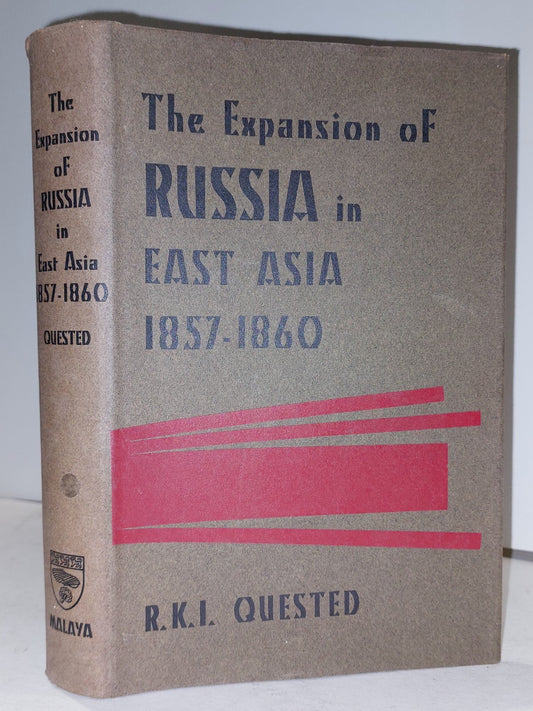 The
Expansion
of
RUSSIA
in
East Asia
1857-1860
QUESTED
MALAYA
The Expansion of
RUSSIA in
EAST ASIA
1857-1860
R.K.I. QUESTED